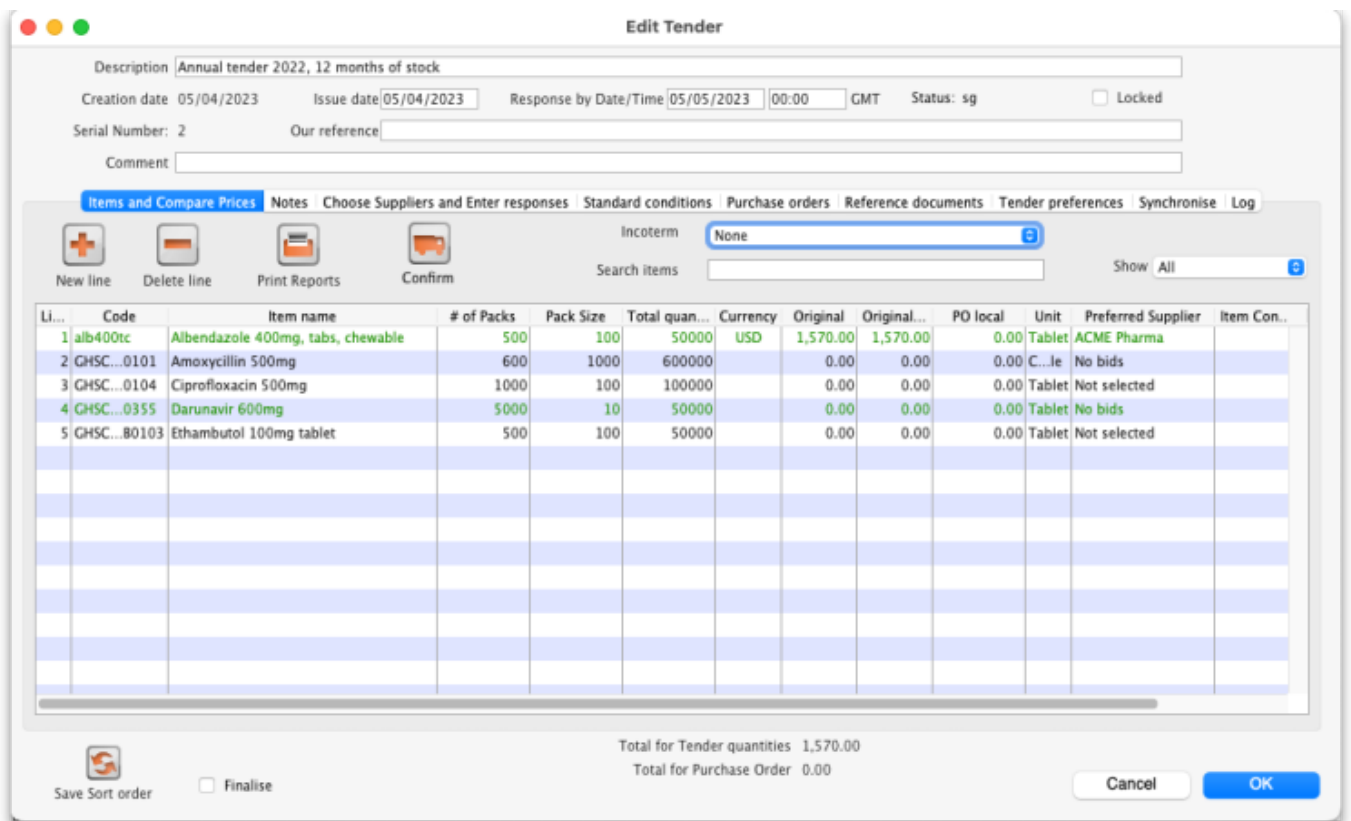 Edit Tender
Description Annual tender 2022, 12 months of stock
Creation date 05/04/2023 Issue date 05/04/2023 Response by Date/Time 05/05/2023 00:00 GMT Status: sg Locked
Serial Number: 2 Our reference
Comment
Items and Compare Prices Notes Choose Suppliers and Enter responses Standard conditions Purchase orders Reference documents Tender preferences Synchronise Log
Incoterm None
New line Delete line Print Reports Confirm Search items Show All
Li... Code Item name # of Packs Pack Size Total quan... Currency Original Original... PO local Unit Preferred Supplier Item Con..
1 alb400tc Albendazole 400mg, tabs, chewable 500 100 50000 USD 1,570.00 1,570.00 0.00 Tablet ACME Pharma
2 GHSC...0101 Amoxycillin 500mg 600 1000 600000 0.00 0.00 0.00 C...le No bids
3 GHSC...0104 Ciprofloxacin 500mg 1000 100 100000 0.00 0.00 0.00 Tablet Not selected
4 GHSC...0355 Darunavir 600mg 5000 10 50000 0.00 0.00 0.00 Tablet No bids
5 GHSC...B0103 Ethambutol 100mg tablet 500 100 50000 0.00 0.00 0.00 Tablet Not selected
Total for Tender quantities 1,570.00
Total for Purchase Order 0.00
Save Sort order Finalise Cancel OK